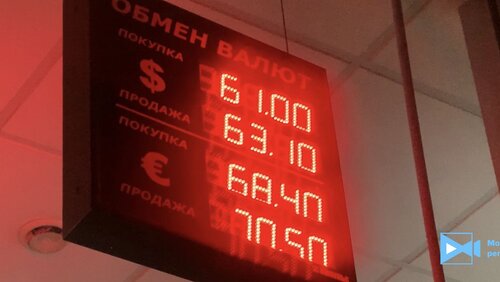 ОБМЕН ВАЛЮТ
ПОКУПКА
$ 61.00
ПРОДАЖА
63.10
ПОКУПКА
€ 68.40
ПРОДАЖА
70.50